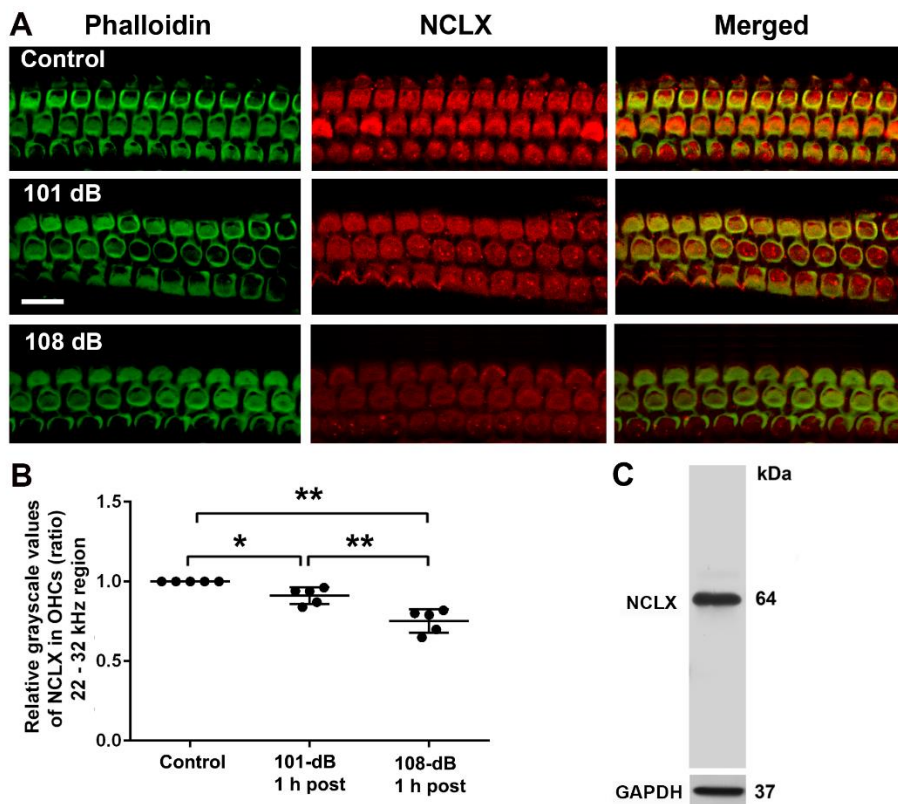 A
Phalloidin
NCLX
Merged
Control
101 dB
108 dB
B
Relative grayscale values
of NCLX in OHCs (ratio)
22 - 32 kHz region
1.5
1.0
0.5
0.0
**
*
**
Control
101-dB
1 h post
108-dB
1 h post
C
kDa
NCLX
64
GAPDH
37